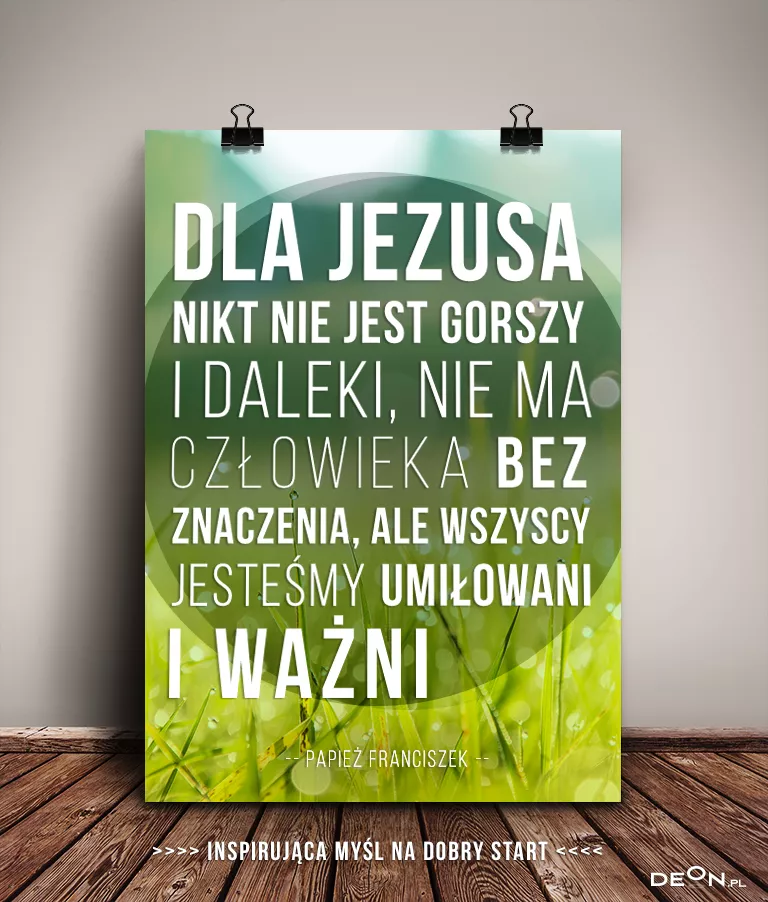 DLA JEZUSA
NIKT NIE JEST GORSZY
I DALEKI, NIE MA
CZŁOWIEKA BEZ
ZNACZENIA, ALE WSZYSCY
JESTEŚMY UMIŁOWANI
I WAŻNI
-- PAPIEŻ FRANCISZEK --
>>>> INSPIRUJĄCA MYŚL NA DOBRY START <<<<
DEON.PL